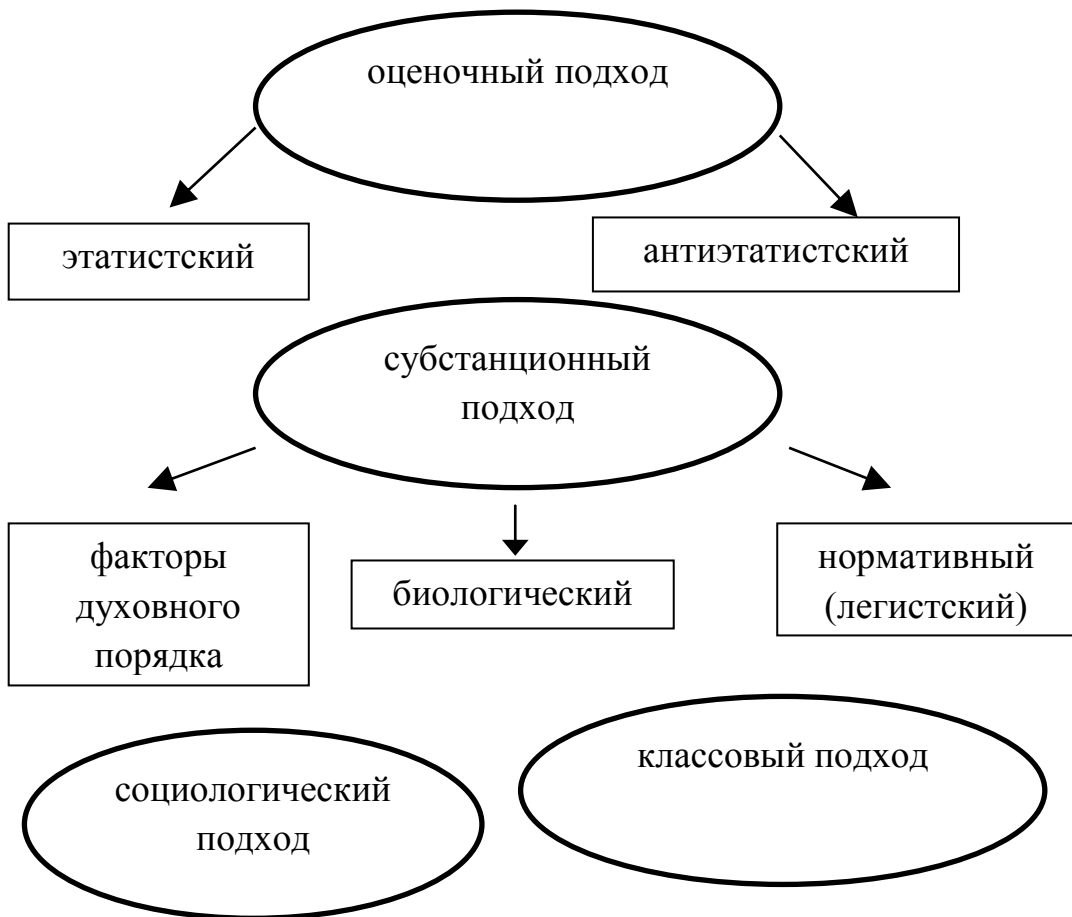 оценочный подход
этатистский
антиэтатистский
субстанционный
подход
факторы
духовного
порядка
биологический
нормативный
(легистский)
социологический
подход
классовый подход